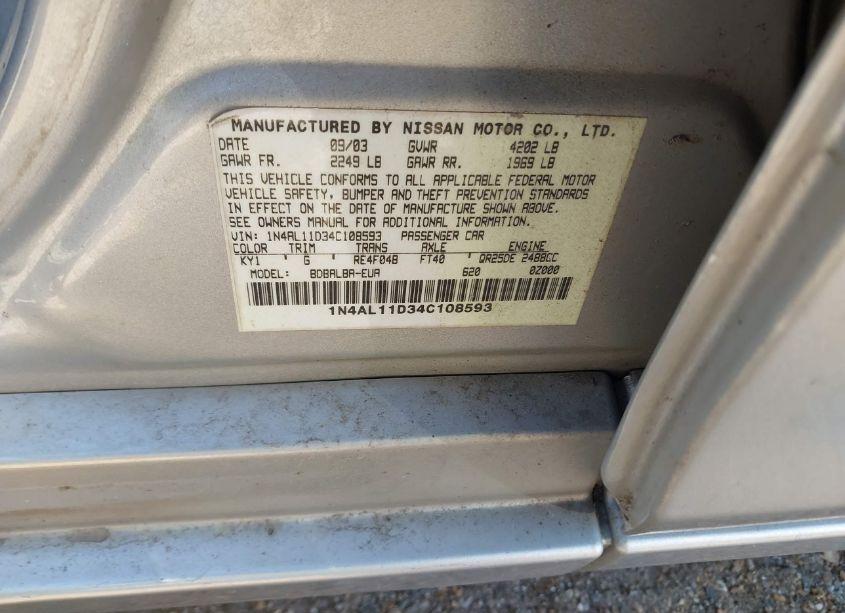 MANUFACTURED BY NISSAN MOTOR CO., LTD.
DATE 09/03 GVWR 4202 LB
GAWR FR. 2249 LB GAWR RR. 1969 LB
THIS VEHICLE CONFORMS TO ALL APPLICABLE FEDERAL MOTOR
VEHICLE SAFETY, BUMPER AND THEFT PREVENTION STANDARDS
IN EFFECT ON THE DATE OF MANUFACTURE SHOWN ABOVE.
SEE OWNERS MANUAL FOR ADDITIONAL INFORMATION.
VIN: 1N4AL11D34C108593 PASSENGER CAR
COLOR TRIM TRANS AXLE ENGINE
KY1 G RE4F04B FT40 QR25DE 2488CC
MODEL: BDBALBA-EUA 620 0Z000
1N4AL11D34C108593